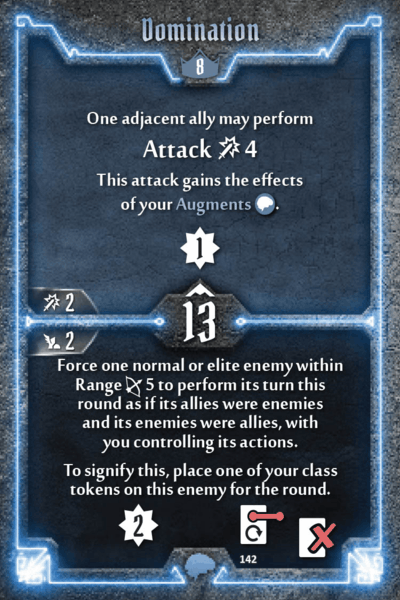 Domination
8
One adjacent ally may perform
Attack 4
This attack gains the effects
of your Augments .
1
2
13
2
Force one normal or elite enemy within
Range 5 to perform its turn this
round as if its allies were enemies
and its enemies were allies, with
you controlling its actions.
To signify this, place one of your class
tokens on this enemy for the round.
2
142